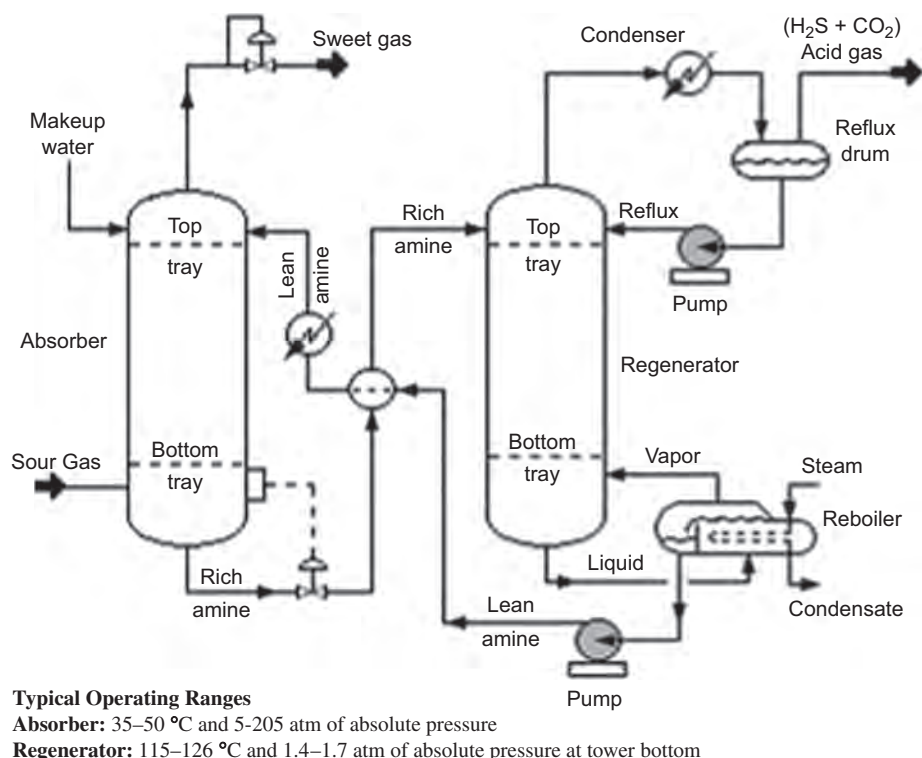 Sweet gas
Condenser
(H₂S + CO₂)
Acid gas
Makeup
water
Reflux
drum
Top
tray
Lean
amine
Rich
amine
Top
tray
Reflux
Pump
Absorber
Regenerator
Sour Gas
Bottom
tray
Bottom
tray
Vapor
Steam
Reboiler
Rich
amine
Liquid
Condensate
Lean
amine
Pump
Typical Operating Ranges
Absorber: 35–50 °C and 5-205 atm of absolute pressure
Regenerator: 115–126 °C and 1.4–1.7 atm of absolute pressure at tower bottom